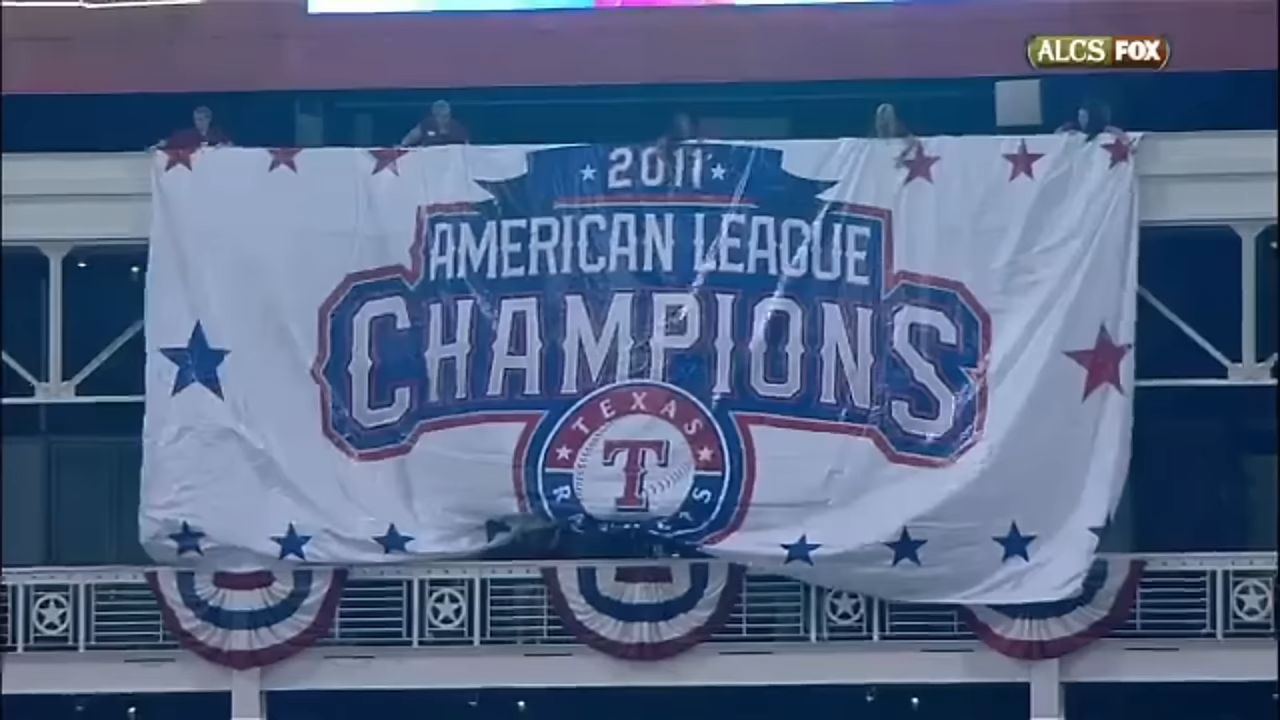 ALCS FOX
2011
AMERICAN LEAGUE
CHAMPIONS
TEXAS
T